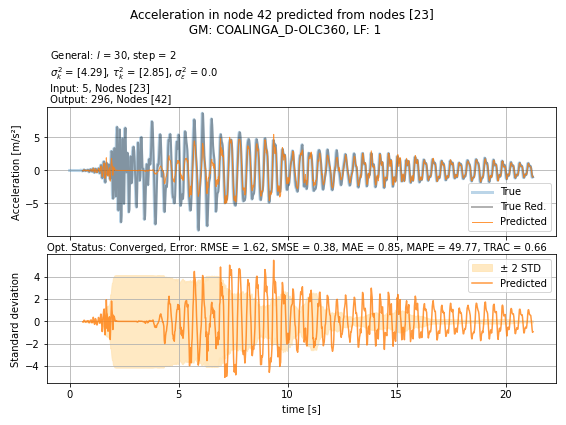 Acceleration in node 42 predicted from nodes [23]
GM: COALINGA_D-OLC360, LF: 1
General: l = 30, step = 2
σ²ₖ = [4.29], τ²ₖ = [2.85], σ²ε = 0.0
Input: 5, Nodes [23]
Output: 296, Nodes [42]
Acceleration [m/s²]
5
0
−5
True
True Red.
Predicted
Opt. Status: Converged, Error: RMSE = 1.62, SMSE = 0.38, MAE = 0.85, MAPE = 49.77, TRAC = 0.66
Standard deviation
4
2
0
−2
−4
± 2 STD
Predicted
0 5 10 15 20
time [s]